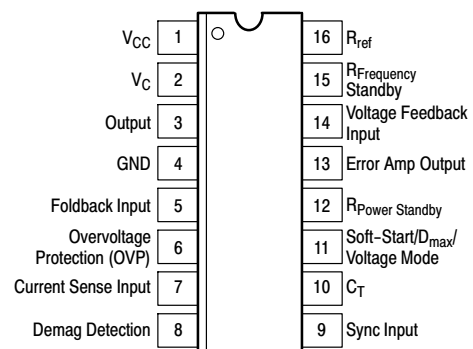 VCC 1
VC 2
Output 3
GND 4
Foldback Input 5
Overvoltage
Protection (OVP) 6
Current Sense Input 7
Demag Detection 8
16 Rref
15 RFrequency
Standby
14 Voltage Feedback
Input
13 Error Amp Output
12 RPower Standby
11 Soft-Start/Dmax/
Voltage Mode
10 CT
9 Sync Input